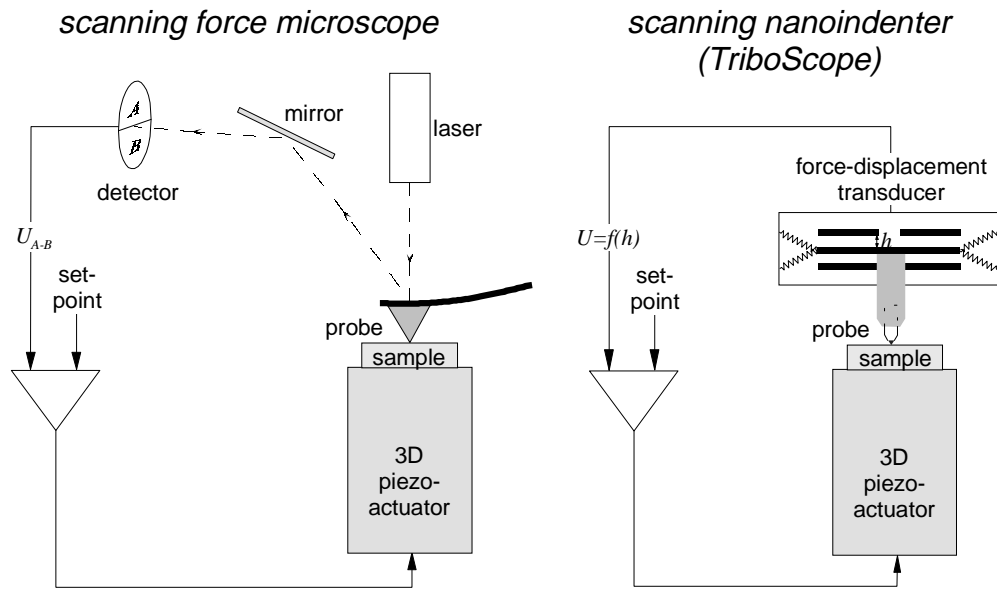 scanning force microscope
A
B
detector
mirror
laser
U_{A-B}
set-
point
probe
sample
3D
piezo-
actuator
scanning nanoindenter
(TriboScope)
force-displacement
transducer
h
U=f(h)
set-
point
probe
sample
3D
piezo-
actuator